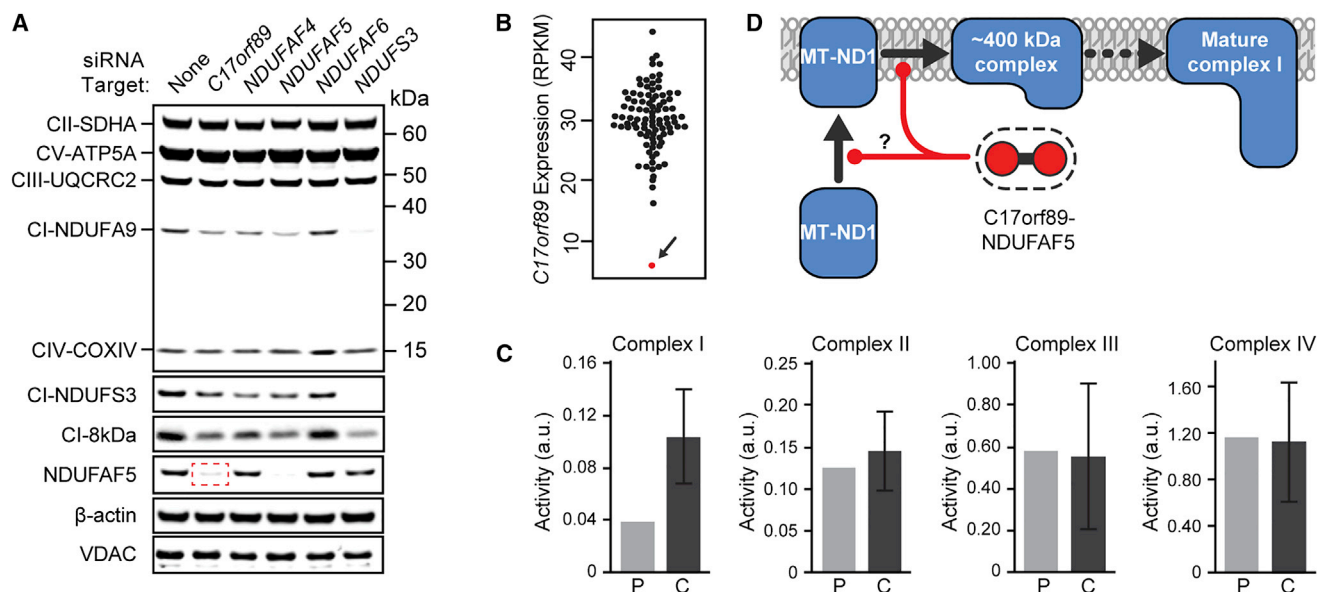 A
siRNA
Target:
None
C17orf89
NDUFAF4
NDUFAF5
NDUFAF6
NDUFS3
kDa
CII-SDHA
60
CV-ATP5A
CIII-UQCRC2
50
40
CI-NDUFA9
30
20
CIV-COXIV
15
CI-NDUFS3
CI-8kDa
NDUFAF5
β-actin
VDAC
B
C17orf89 Expression (RPKM)
40
30
20
10
C
Complex I
Activity (a.u.)
0.16
0.12
0.08
0.04
0
P C
Complex II
Activity (a.u.)
0.25
0.20
0.15
0.10
0.05
0
P C
Complex III
Activity (a.u.)
1.00
0.80
0.60
0.40
0.20
0
P C
Complex IV
Activity (a.u.)
1.60
1.20
0.80
0.40
0
P C
D
MT-ND1
~400 kDa
complex
Mature
complex I
?
MT-ND1
C17orf89-
NDUFAF5